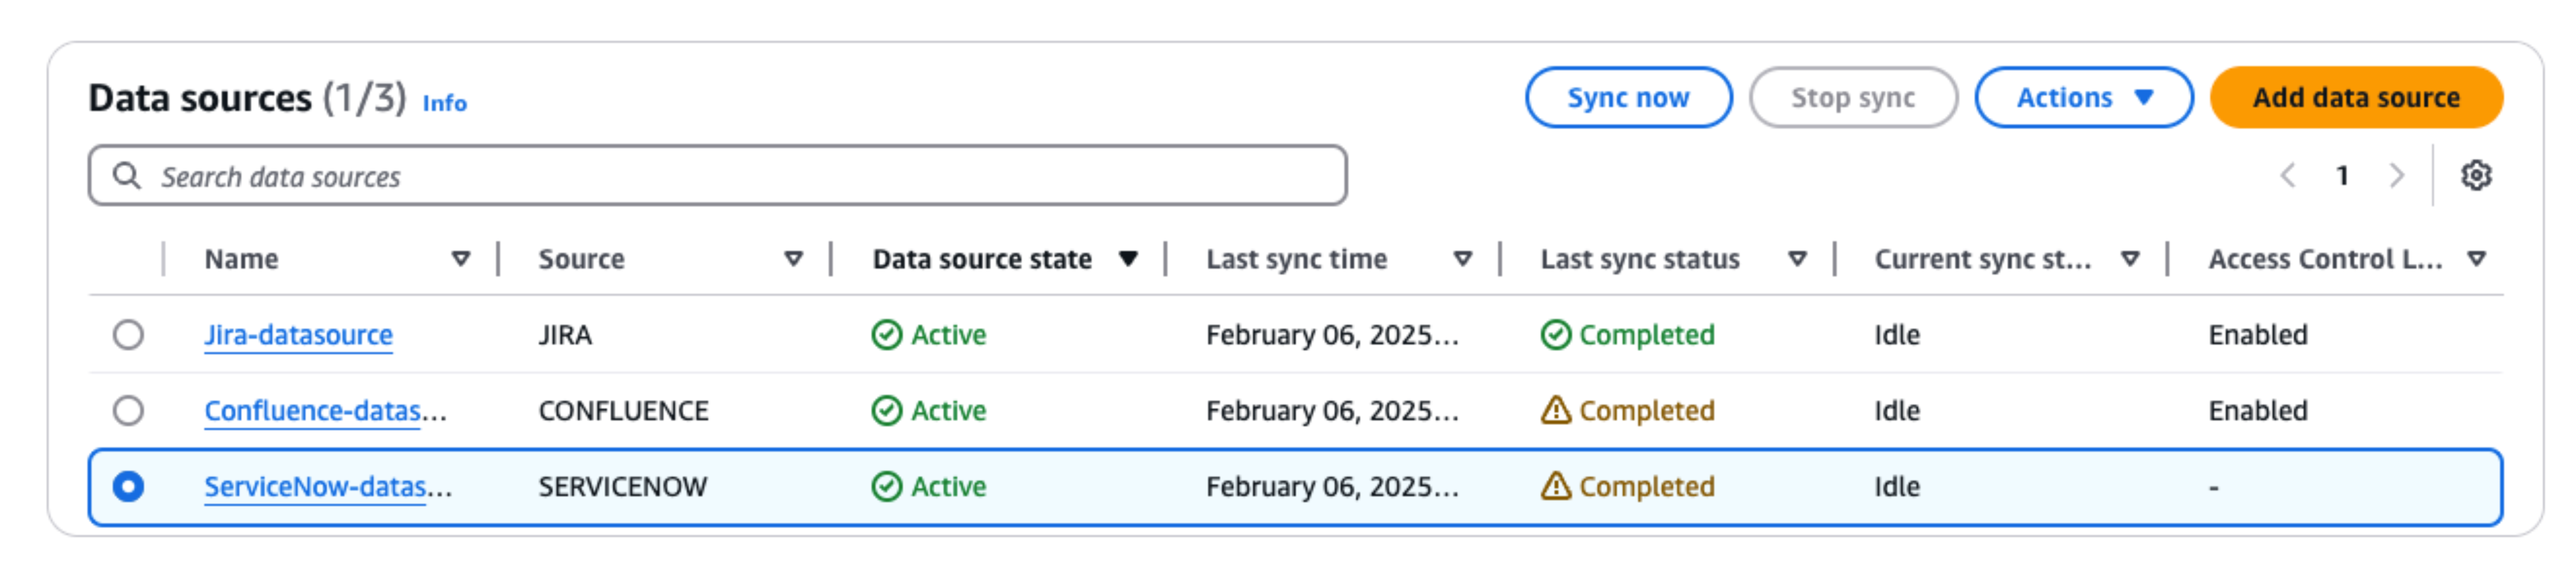 Data sources (1/3) Info Sync now Stop sync Actions Add data source
Search data sources 1
Name Source Data source state Last sync time Last sync status Current sync st... Access Control L...
Jira-datasource JIRA Active February 06, 2025... Completed Idle Enabled
Confluence-datas... CONFLUENCE Active February 06, 2025... Completed Idle Enabled
ServiceNow-datas... SERVICENOW Active February 06, 2025... Completed Idle -